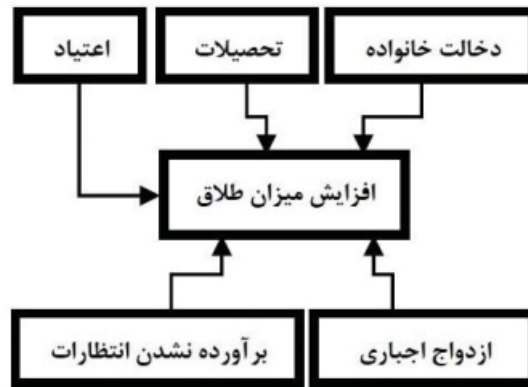 دخالت خانواده
تحصیلات
اعتیاد
افزایش میزان طلاق
ازدواج اجباری
برآورده نشدن انتظارات